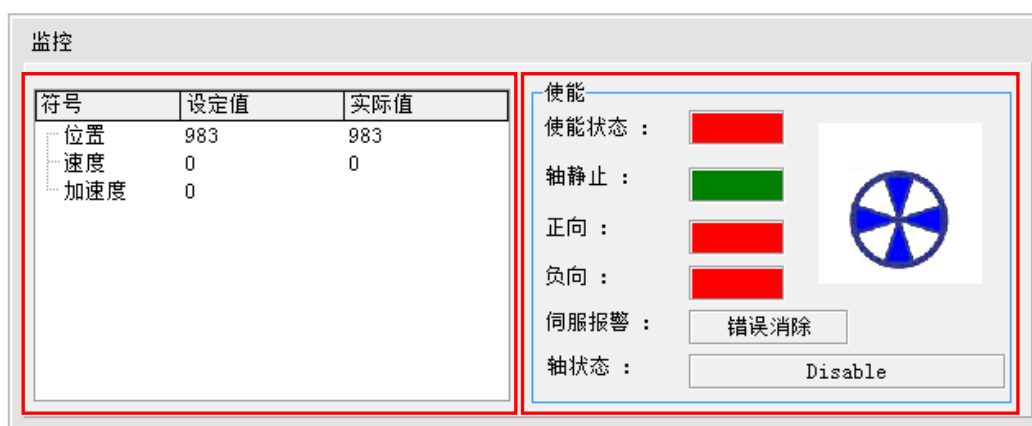 监控
符号 设定值 实际值
位置 983 983
速度 0 0
加速度 0
使能
使能状态 :
轴静止 :
正向 :
负向 :
伺服报警 : 错误消除
轴状态 : Disable